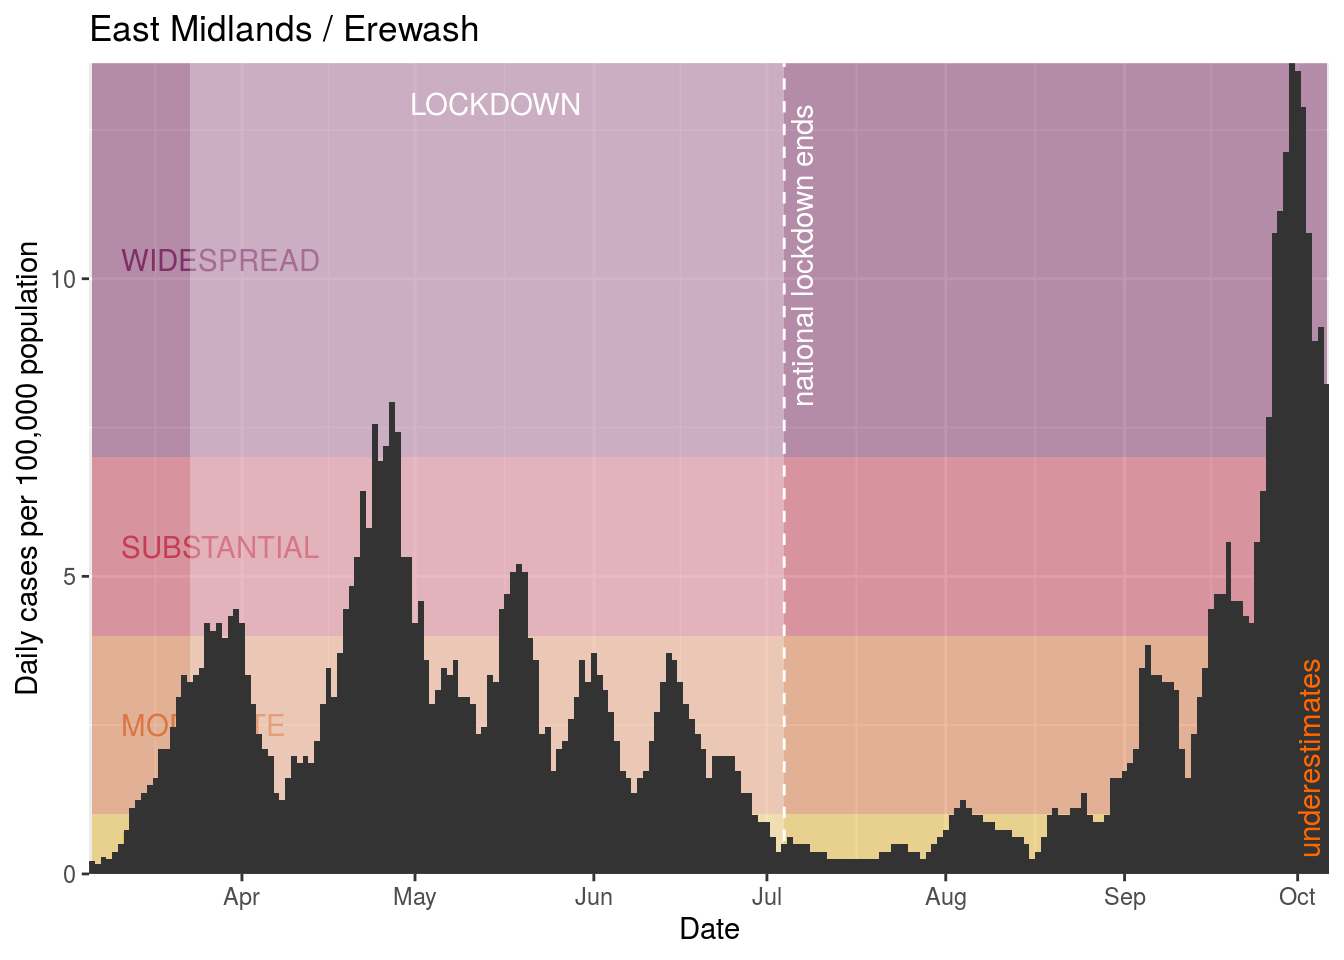 East Midlands / Erewash
LOCKDOWN
national lockdown ends
WIDESPREAD
SUBSTANTIAL
underestimates
Daily cases per 100,000 population
10
5
0
Apr May Jun Jul Aug Sep Oct
Date